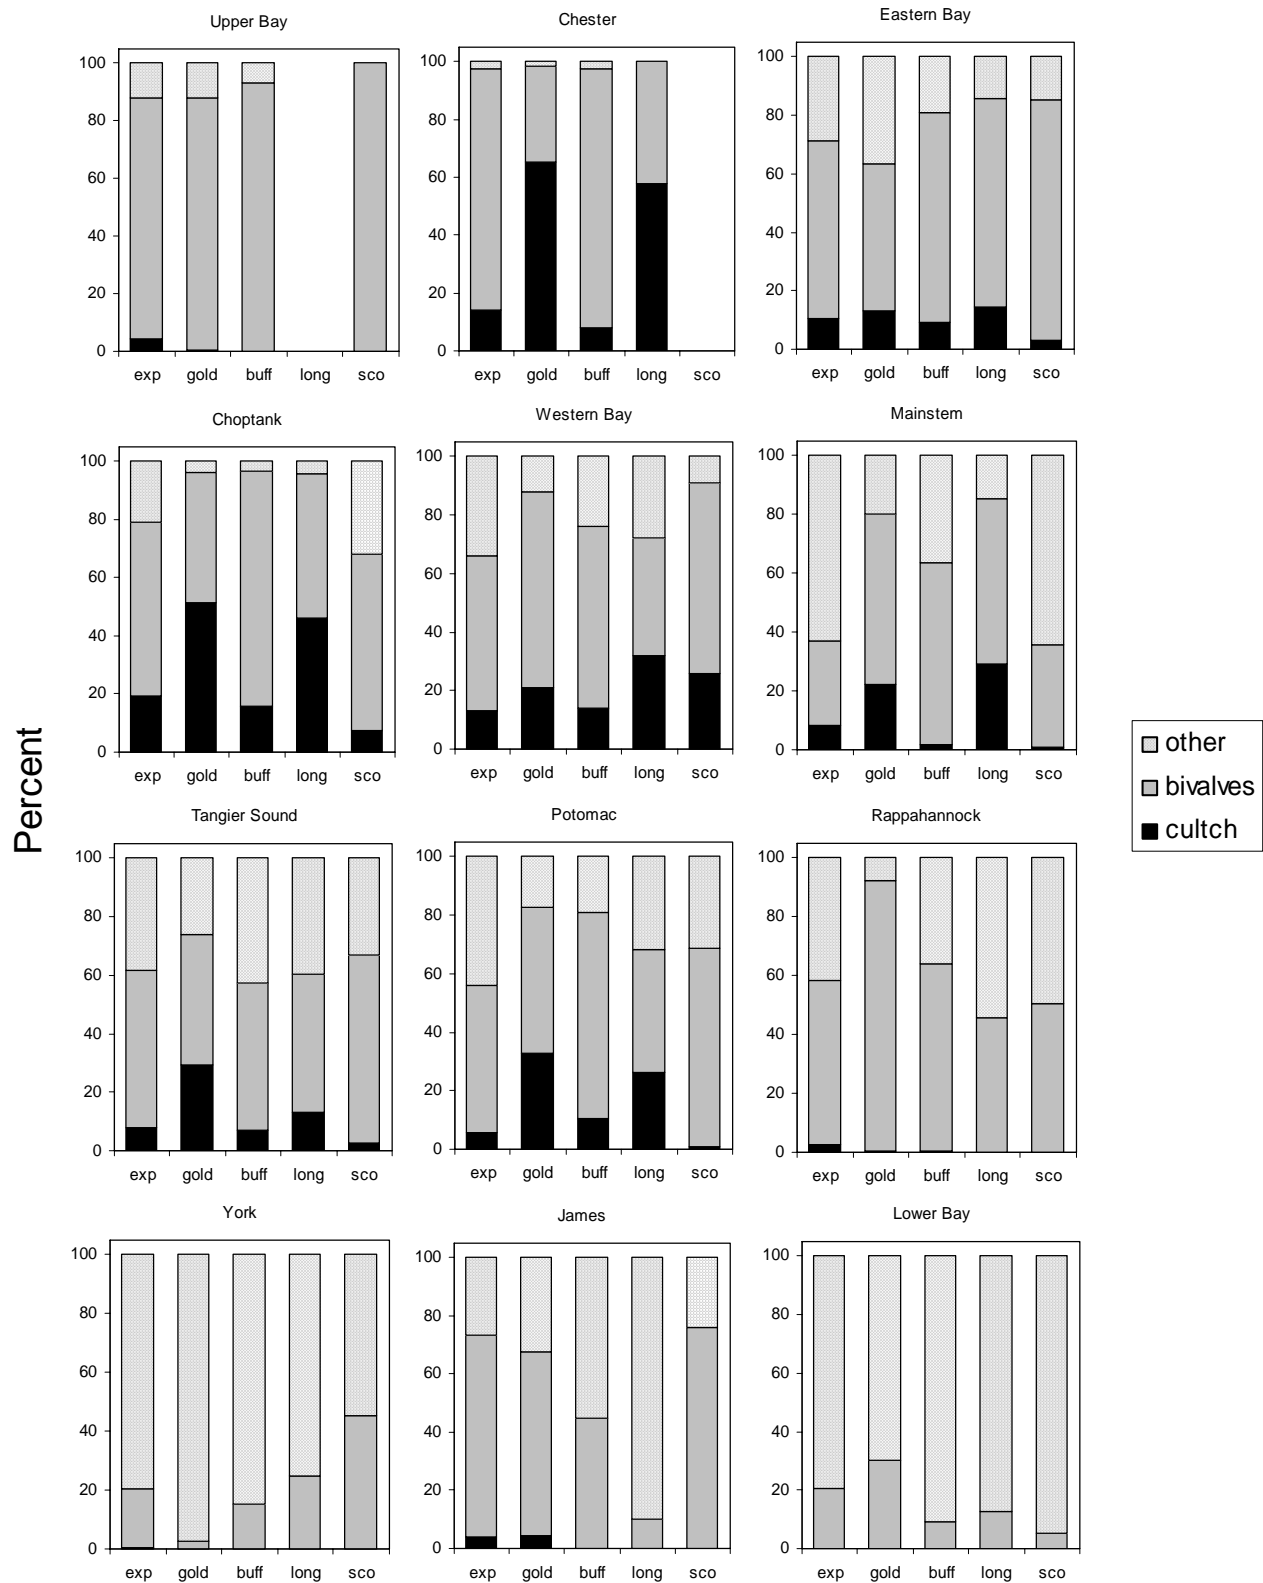 Upper Bay
Chester
Eastern Bay
100
80
60
40
20
0
exp gold buff long sco
100
80
60
40
20
0
exp gold buff long sco
100
80
60
40
20
0
exp gold buff long sco
Choptank
Western Bay
Mainstem
100
80
60
40
20
0
exp gold buff long sco
100
80
60
40
20
0
exp gold buff long sco
100
80
60
40
20
0
exp gold buff long sco
Percent
other
bivalves
cultch
Tangier Sound
Potomac
Rappahannock
100
80
60
40
20
0
exp gold buff long sco
100
80
60
40
20
0
exp gold buff long sco
100
80
60
40
20
0
exp gold buff long sco
York
James
Lower Bay
100
80
60
40
20
0
exp gold buff long sco
100
80
60
40
20
0
exp gold buff long sco
100
80
60
40
20
0
exp gold buff long sco